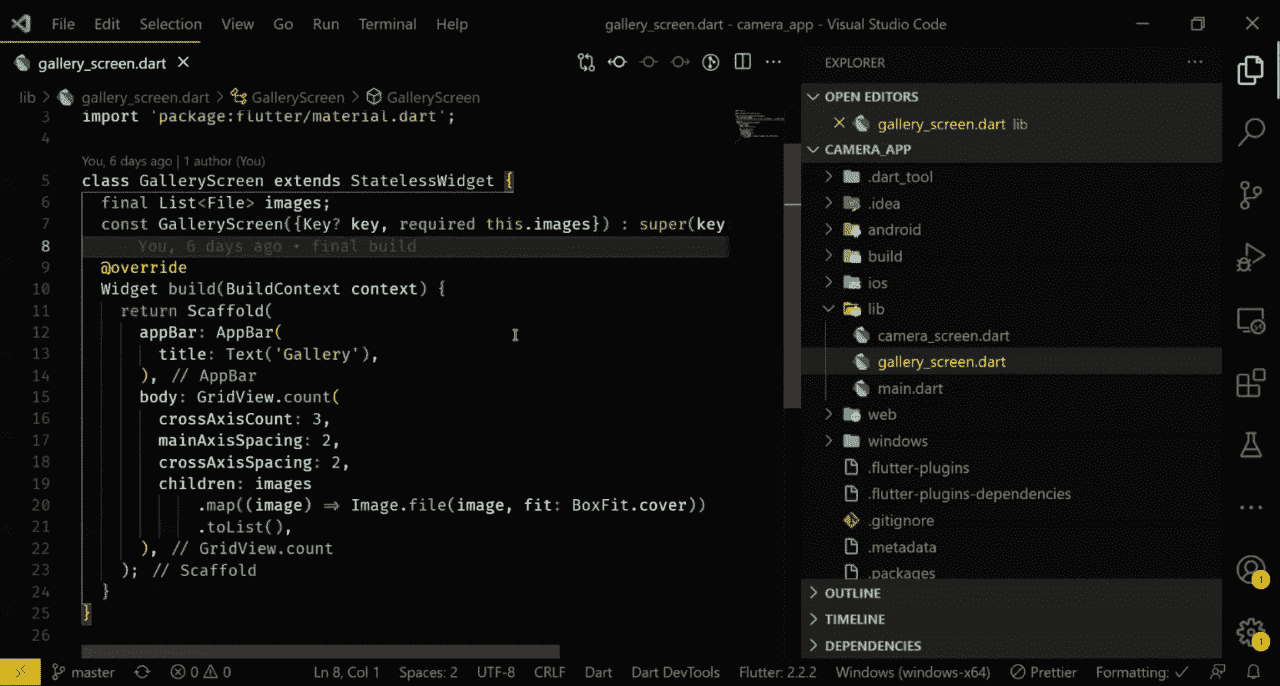 File Edit Selection View Go Run Terminal Help gallery_screen.dart - camera_app - Visual Studio Code
gallery_screen.dart
lib > gallery_screen.dart > GalleryScreen > GalleryScreen
3 import 'package:flutter/material.dart';
4
You, 6 days ago | 1 author (You)
5 class GalleryScreen extends StatelessWidget {
6 final List<File> images;
7 const GalleryScreen({Key? key, required this.images}) : super(key
8 You, 6 days ago • final build
9 @override
10 Widget build(BuildContext context) {
11 return Scaffold(
12 appBar: AppBar(
13 title: Text('Gallery'),
14 ), // AppBar
15 body: GridView.count(
16 crossAxisCount: 3,
17 mainAxisSpacing: 2,
18 crossAxisSpacing: 2,
19 children: images
20 .map((image) => Image.file(image, fit: BoxFit.cover))
21 .toList(),
22 ), // GridView.count
23 ); // Scaffold
24 }
25 }
26
EXPLORER
OPEN EDITORS
gallery_screen.dart lib
CAMERA_APP
.dart_tool
.idea
android
build
ios
lib
camera_screen.dart
gallery_screen.dart
main.dart
web
windows
.flutter-plugins
.flutter-plugins-dependencies
.gitignore
.metadata
.packages
OUTLINE
TIMELINE
DEPENDENCIES
1
1
master 0 0 Ln 8, Col 1 Spaces: 2 UTF-8 CRLF Dart Dart DevTools Flutter: 2.2.2 Windows (windows-x64) Prettier Formatting: ✓